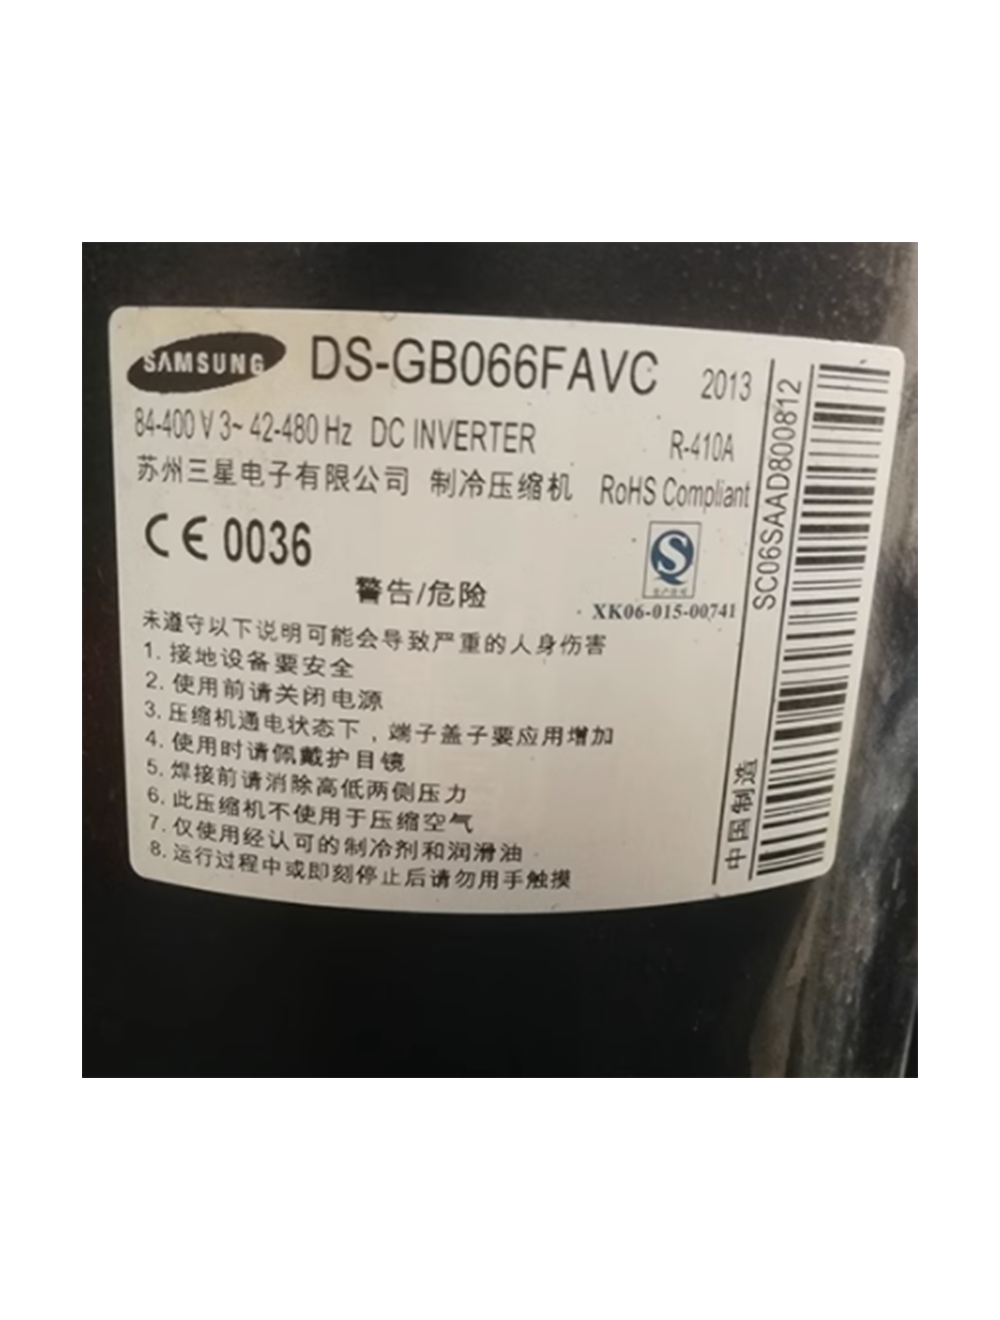 SAMSUNG DS-GB066FAVC 2013
84-400 V 3~ 42-480 Hz DC INVERTER R-410A
苏州三星电子有限公司 制冷压缩机 RoHS Compliant
CE 0036
XK06-015-00741
警告/危险
未遵守以下说明可能会导致严重的人身伤害
1. 接地设备要安全
2. 使用前请关闭电源
3. 压缩机通电状态下，端子盖子要应用增加
4. 使用时请佩戴护目镜
5. 焊接前请消除高低两侧压力
6. 此压缩机不使用于压缩空气
7. 仅使用经认可的制冷剂和润滑油
8. 运行过程中或即刻停止后请勿用手触摸
SC06SAAD800812
中国制造